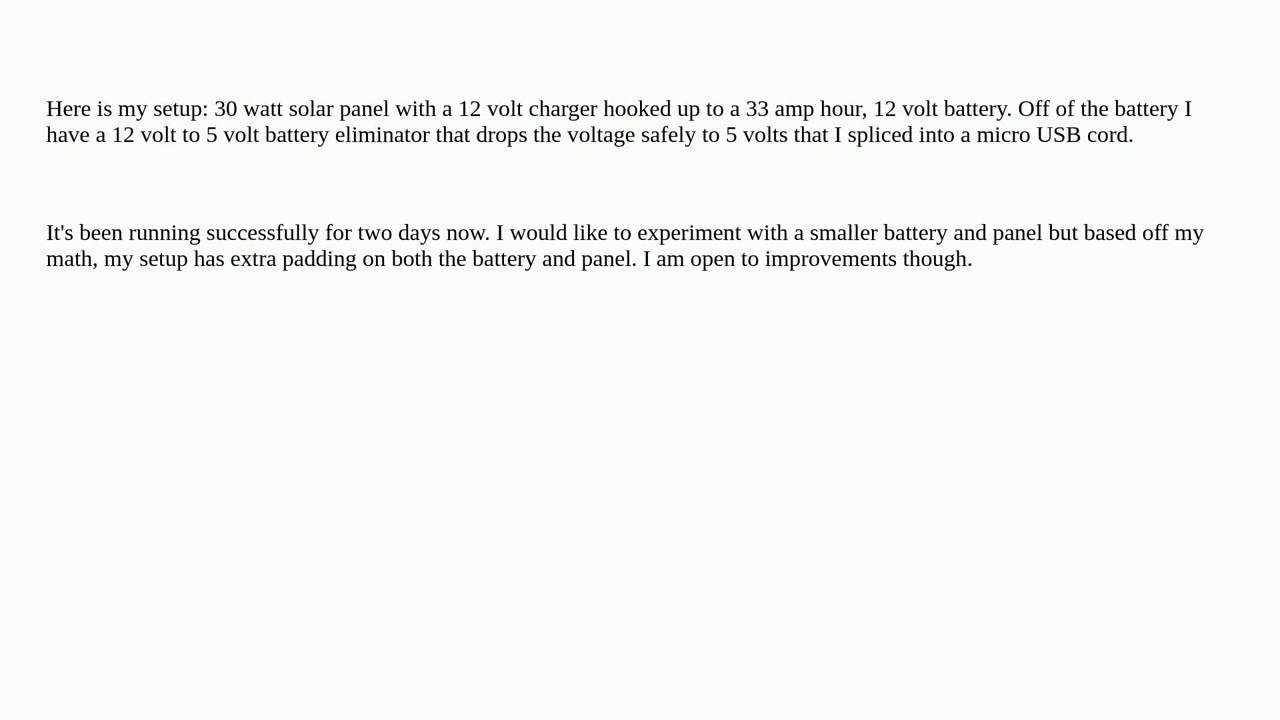 Here is my setup: 30 watt solar panel with a 12 volt charger hooked up to a 33 amp hour, 12 volt battery. Off of the battery I
have a 12 volt to 5 volt battery eliminator that drops the voltage safely to 5 volts that I spliced into a micro USB cord.
It's been running successfully for two days now. I would like to experiment with a smaller battery and panel but based off my
math, my setup has extra padding on both the battery and panel. I am open to improvements though.